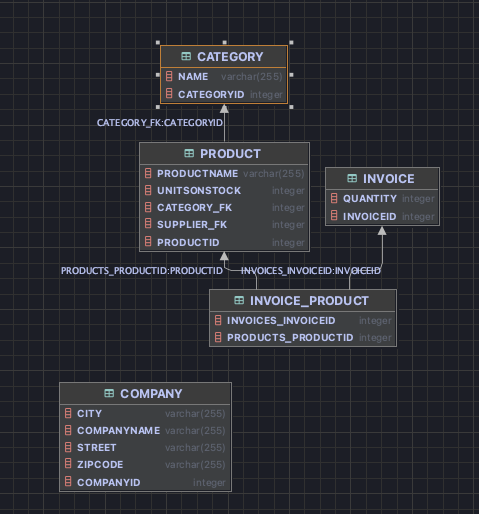 CATEGORY
NAME varchar(255)
CATEGORYID integer
CATEGORY_FK:CATEGORYID
PRODUCT
PRODUCTNAME varchar(255)
UNITSONSTOCK integer
CATEGORY_FK integer
SUPPLIER_FK integer
PRODUCTID integer
INVOICE
QUANTITY integer
INVOICEID integer
PRODUCTS_PRODUCTID:PRODUCTID
INVOICES_INVOICEID:INVOICEID
INVOICE_PRODUCT
INVOICES_INVOICEID integer
PRODUCTS_PRODUCTID integer
COMPANY
CITY varchar(255)
COMPANYNAME varchar(255)
STREET varchar(255)
ZIPCODE varchar(255)
COMPANYID integer